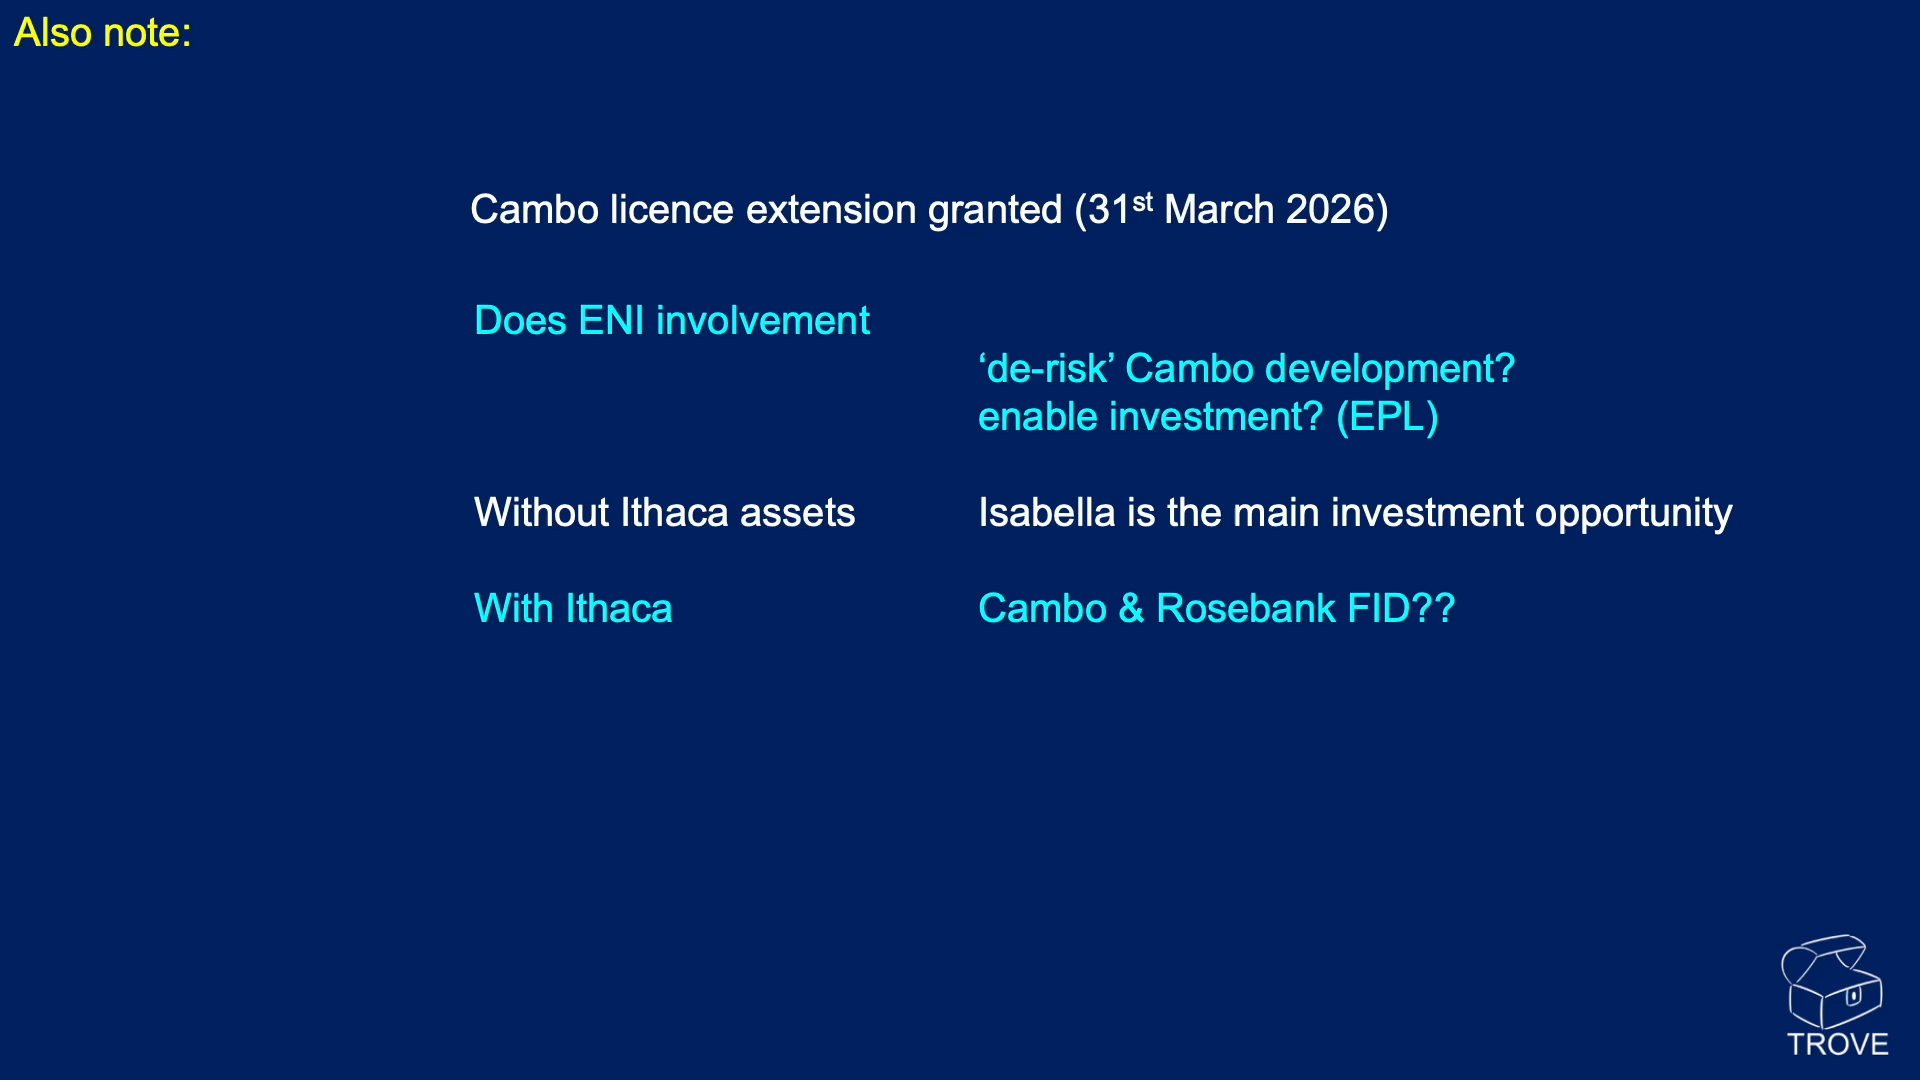 Also note:
Cambo licence extension granted (31st March 2026)
Does ENI involvement
‘de-risk’ Cambo development?
enable investment? (EPL)
Without Ithaca assets Isabella is the main investment opportunity
With Ithaca Cambo & Rosebank FID??
TROVE